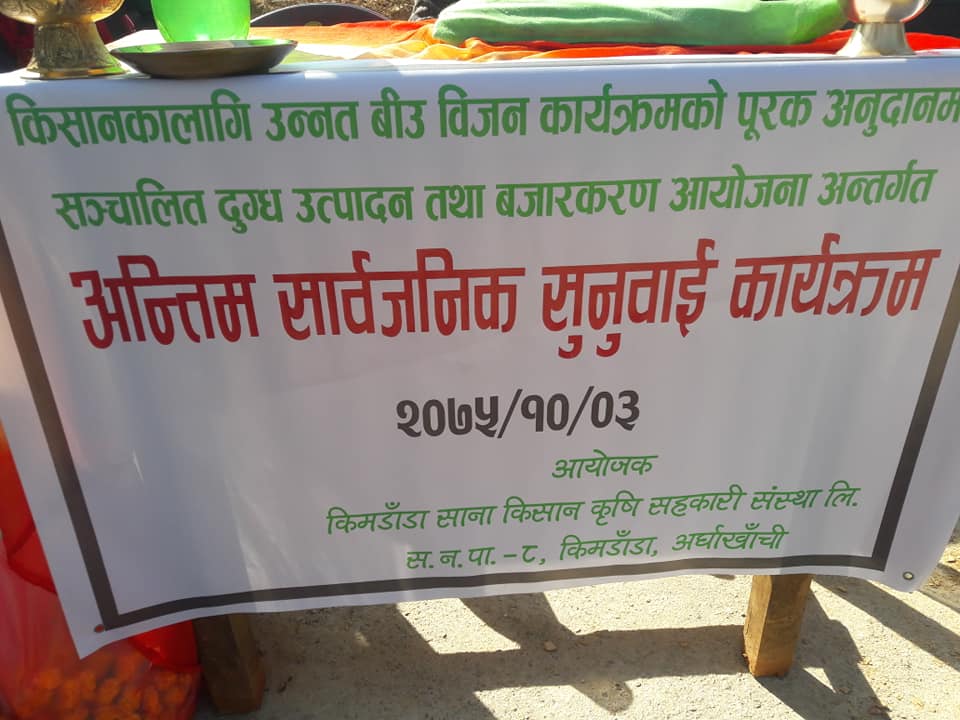 किसानकालागि उन्नत बीउ विजन कार्यक्रमको पूरक अनुदानम
सञ्चालित दुग्ध उत्पादन तथा बजारकरण आयोजना अन्तर्गत
अन्तिम सार्वजनिक सुनुवाई कार्यक्रम
२०७५/१०/०३
आयोजक
किमडाँडा साना किसान कृषि सहकारी संस्था लि.
स.न.पा.-८, किमडाँडा, अर्घाखाँची